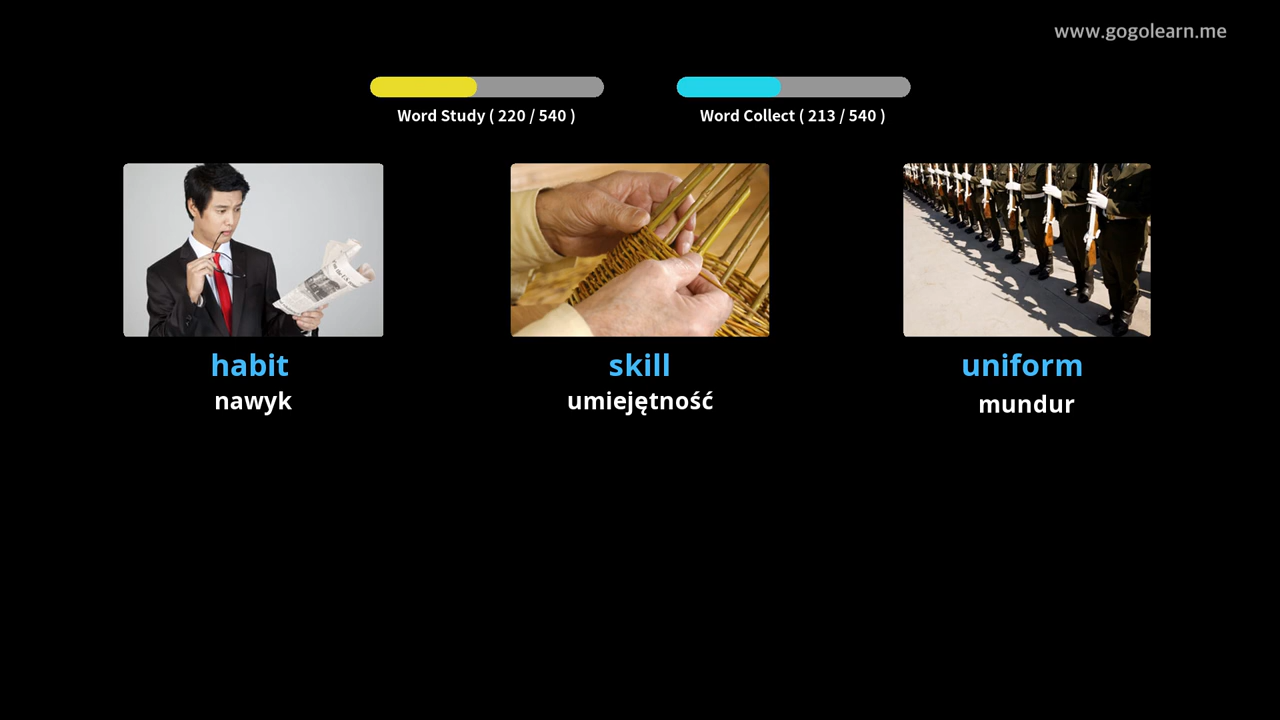 www.gogolearn.me
Word Study ( 220 / 540 )
Word Collect ( 213 / 540 )
habit
nawyk
skill
umiejętność
uniform
mundur